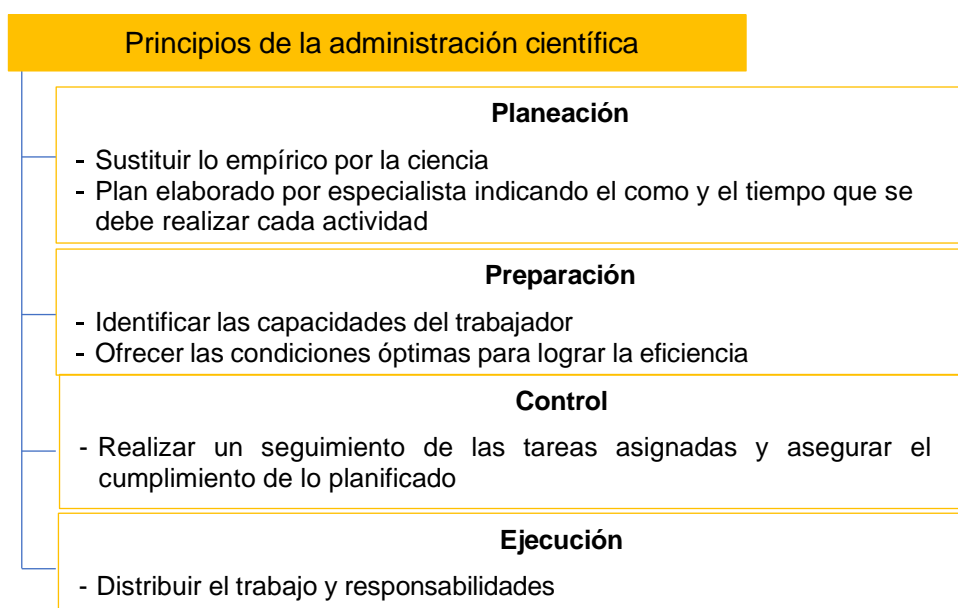 Principios de la administración científica
Planeación
- Sustituir lo empírico por la ciencia
- Plan elaborado por especialista indicando el como y el tiempo que se
debe realizar cada actividad
Preparación
- Identificar las capacidades del trabajador
- Ofrecer las condiciones óptimas para lograr la eficiencia
Control
- Realizar un seguimiento de las tareas asignadas y asegurar el
cumplimiento de lo planificado
Ejecución
- Distribuir el trabajo y responsabilidades